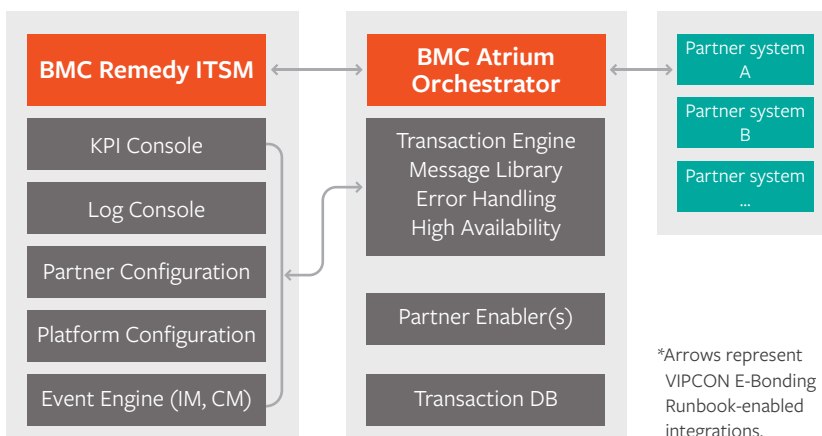 BMC Remedy ITSM
KPI Console
Log Console
Partner Configuration
Platform Configuration
Event Engine (IM, CM)
BMC Atrium
Orchestrator
Transaction Engine
Message Library
Error Handling
High Availability
Partner Enabler(s)
Transaction DB
Partner system
A
Partner system
B
Partner system
...
*Arrows represent
VIPCON E-Bonding
Runbook-enabled
integrations.